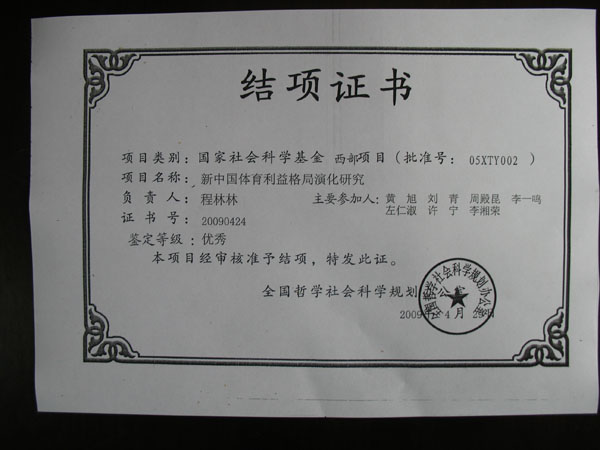 结项证书
项目类别：国家社会科学基金 西部项目（批准号：05XTY002）
项目名称：新中国体育利益格局演化研究
负责人：程林林 主要参加人：黄旭 刘青 周殿昆 李一鸣
左仁淑 许宁 李湘荣
证书号：20090424
鉴定等级：优秀
本项目经审核准予结项，特发此证。
全国哲学社会科学规划办公室
2009年4月